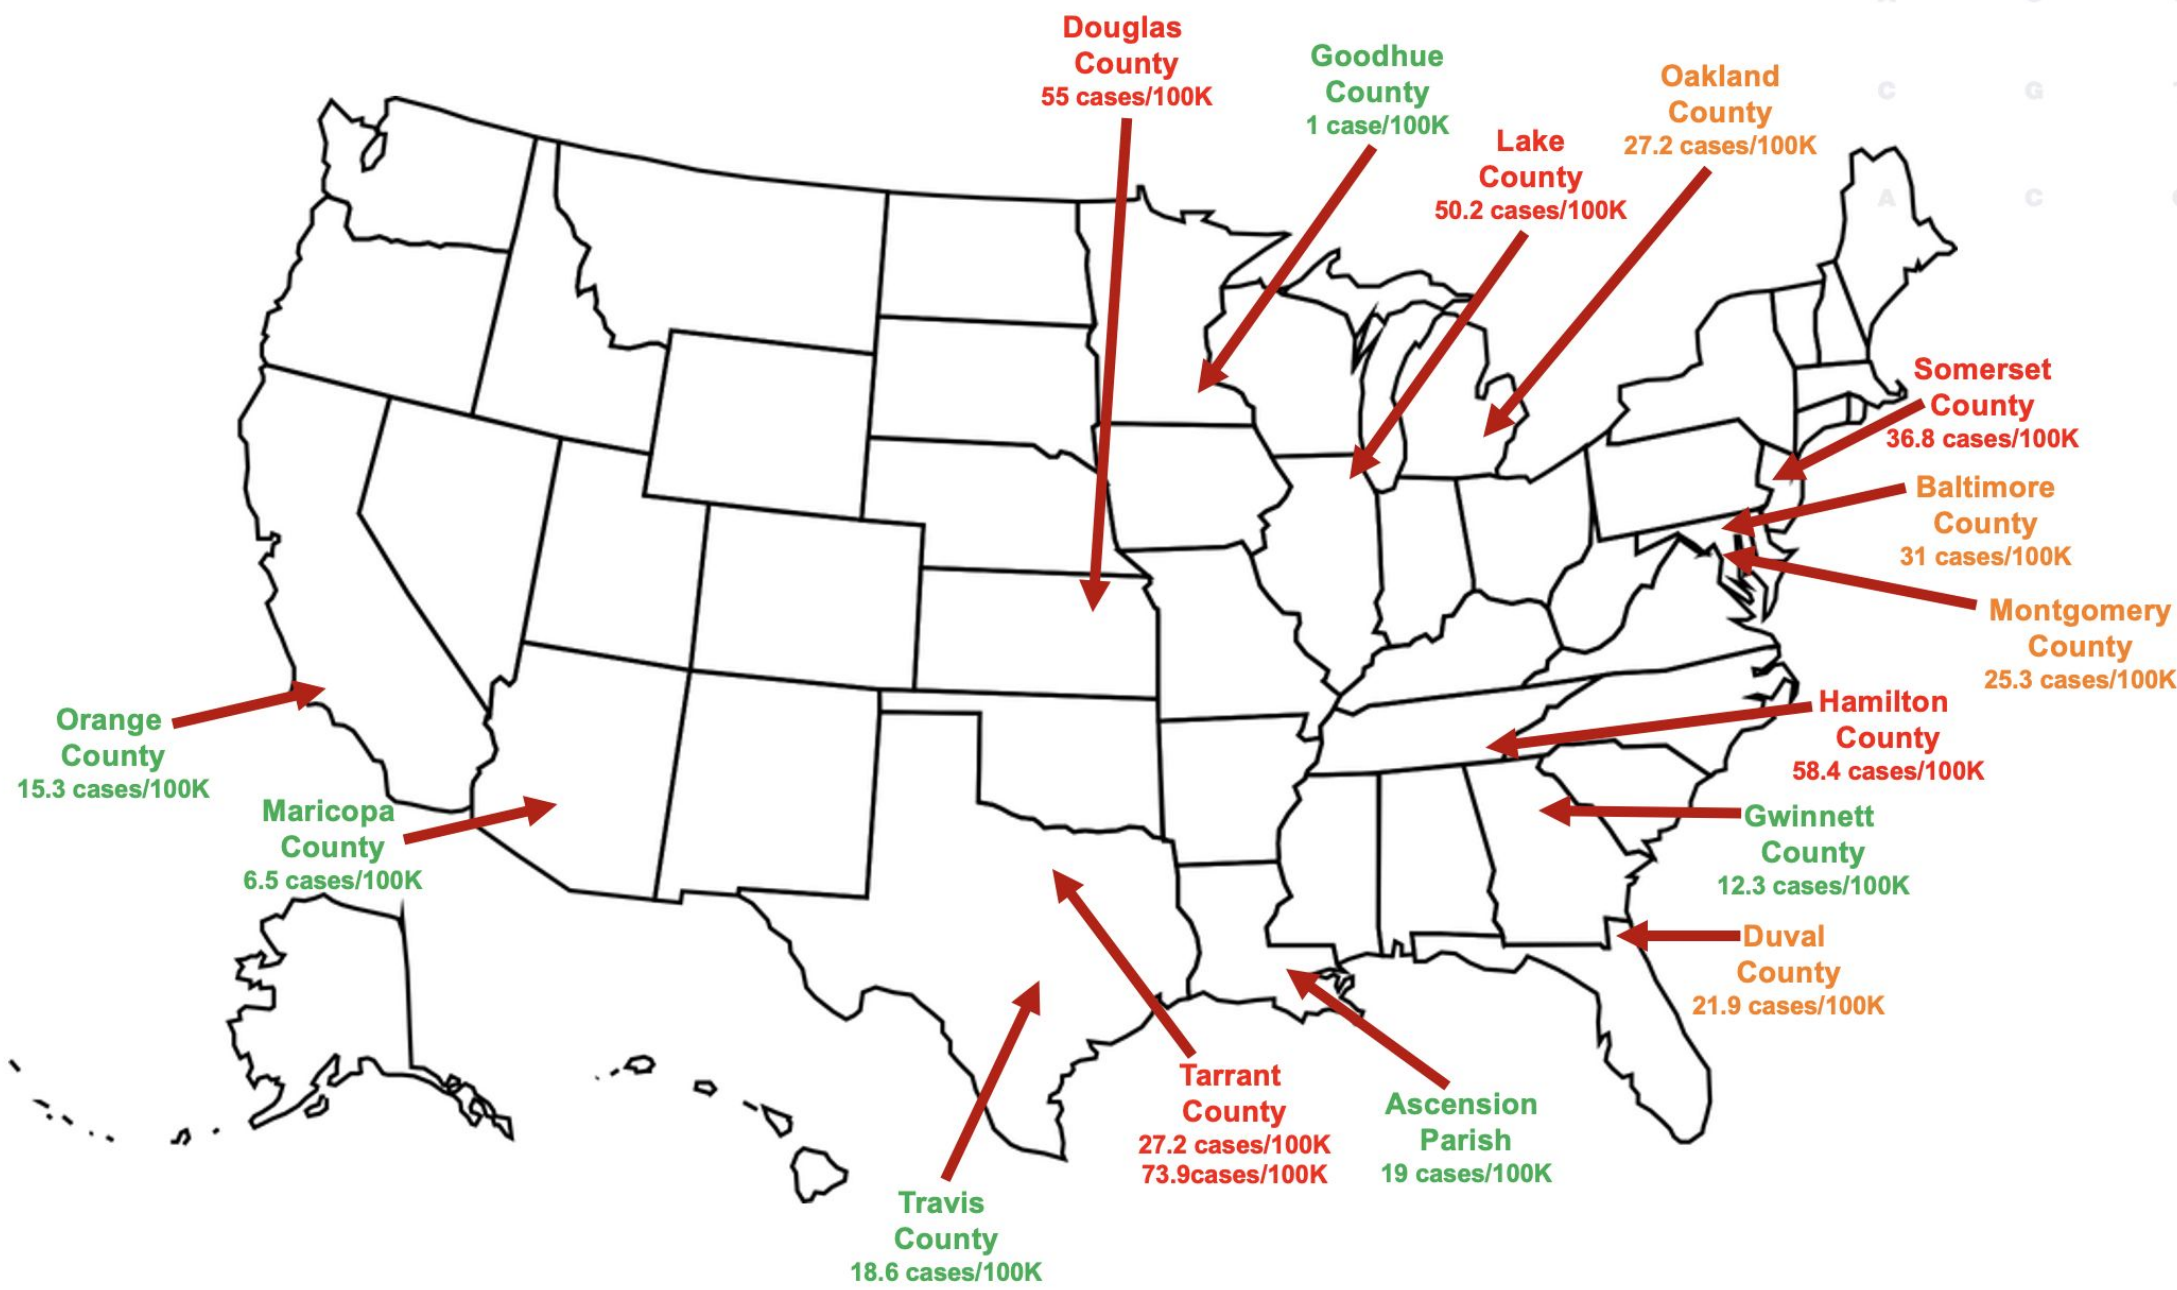 Douglas
County
55 cases/100K
Goodhue
County
1 case/100K
Lake
County
50.2 cases/100K
Oakland
County
27.2 cases/100K
C G
A C
Somerset
County
36.8 cases/100K
Baltimore
County
31 cases/100K
Montgomery
County
25.3 cases/100K
Hamilton
County
58.4 cases/100K
Gwinnett
County
12.3 cases/100K
Duval
County
21.9 cases/100K
Orange
County
15.3 cases/100K
Maricopa
County
6.5 cases/100K
Tarrant
County
27.2 cases/100K
73.9cases/100K
Ascension
Parish
19 cases/100K
Travis
County
18.6 cases/100K